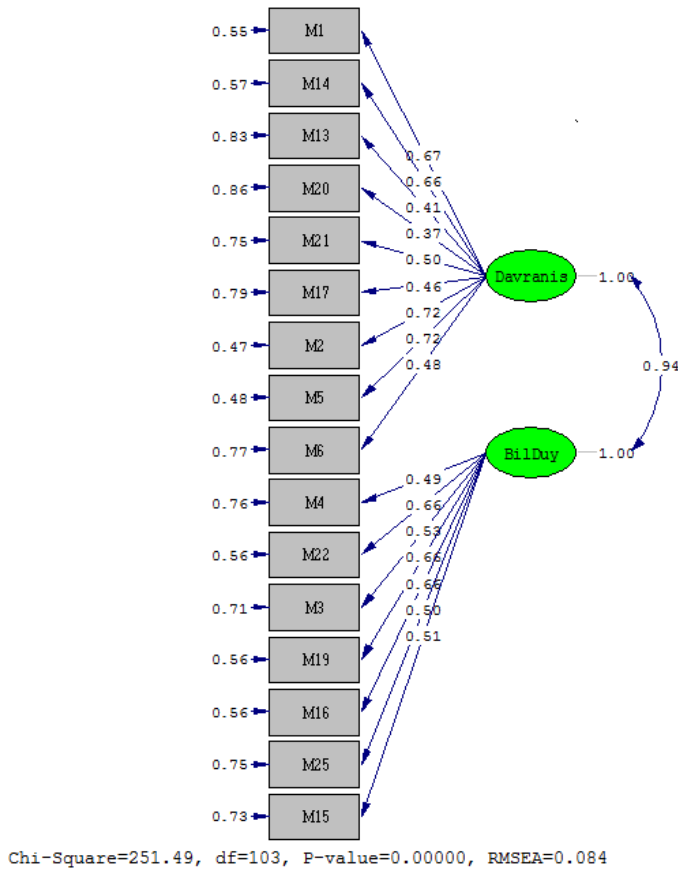 0.55 M1
0.57 M14
0.83 M13
0.67
0.66
0.86 M20
0.41
0.37
0.75 M21
0.50
Davranis 1.00
0.79 M17
0.46
0.72
0.47 M2
0.72
0.48
0.94
0.48 M5
0.77 M6
BilDuy 1.00
0.49
0.76 M4
0.66
0.53
0.56 M22
0.66
0.66
0.71 M3
0.50
0.51
0.56 M19
0.56 M16
0.75 M25
0.73 M15
Chi-Square=251.49, df=103, P-value=0.00000, RMSEA=0.084